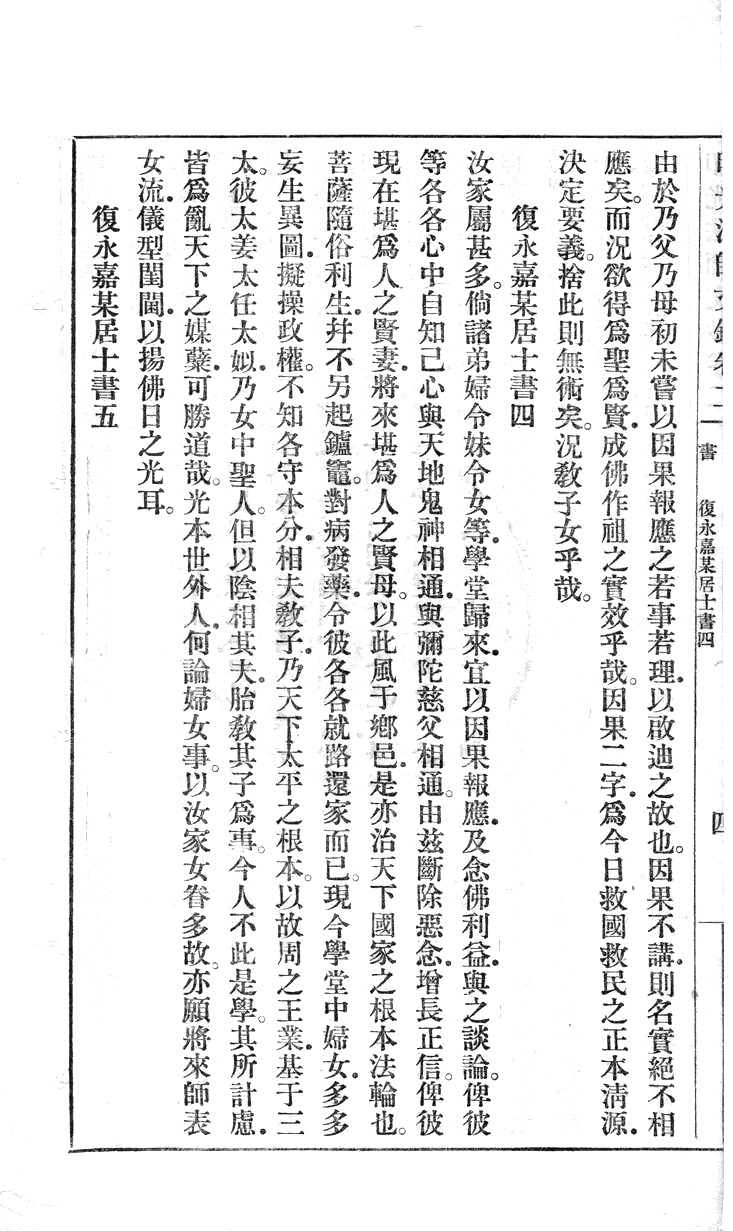 書　復永嘉某居士書四
由於乃父乃母初未嘗以因果報應之若事若理．以啟迪之故也。因果不講．則名實絕不相
應矣。而況欲得為聖為賢．成佛作祖之實效乎哉。因果二字．為今日救國救民之正本清源．
決定要義。捨此則無術矣。況敎子女乎哉。
復永嘉某居士書四
汝家屬甚多。倘諸弟婦令妹令女等．學堂歸來．宜以因果報應．及念佛利益．與之談論。俾彼
等各各心中自知己心與天地鬼神相通．與彌陀慈父相通。由茲斷除惡念．增長正信。俾彼
現在堪為人之賢妻．將來堪為人之賢母。以此風于鄉邑．是亦治天下國家之根本法輪也。
菩薩隨俗利生．幷不另起鑪竈。對病發藥．令彼各各就路還家而已。現今學堂中婦女．多多
妄生異圖．擬操政權。不知各守本分．相夫敎子．乃天下太平之根本。以故周之王業．基于三
太。彼太姜太任太姒．乃女中聖人。但以陰相其夫．胎敎其子為事。今人不此是學。其所計慮．
皆為亂天下之媒蘖．可勝道哉。光本世外人．何論婦女事。以汝家女眷多故。亦願將來師表
女流．儀型閨閫．以揚佛日之光耳。
復永嘉某居士書五